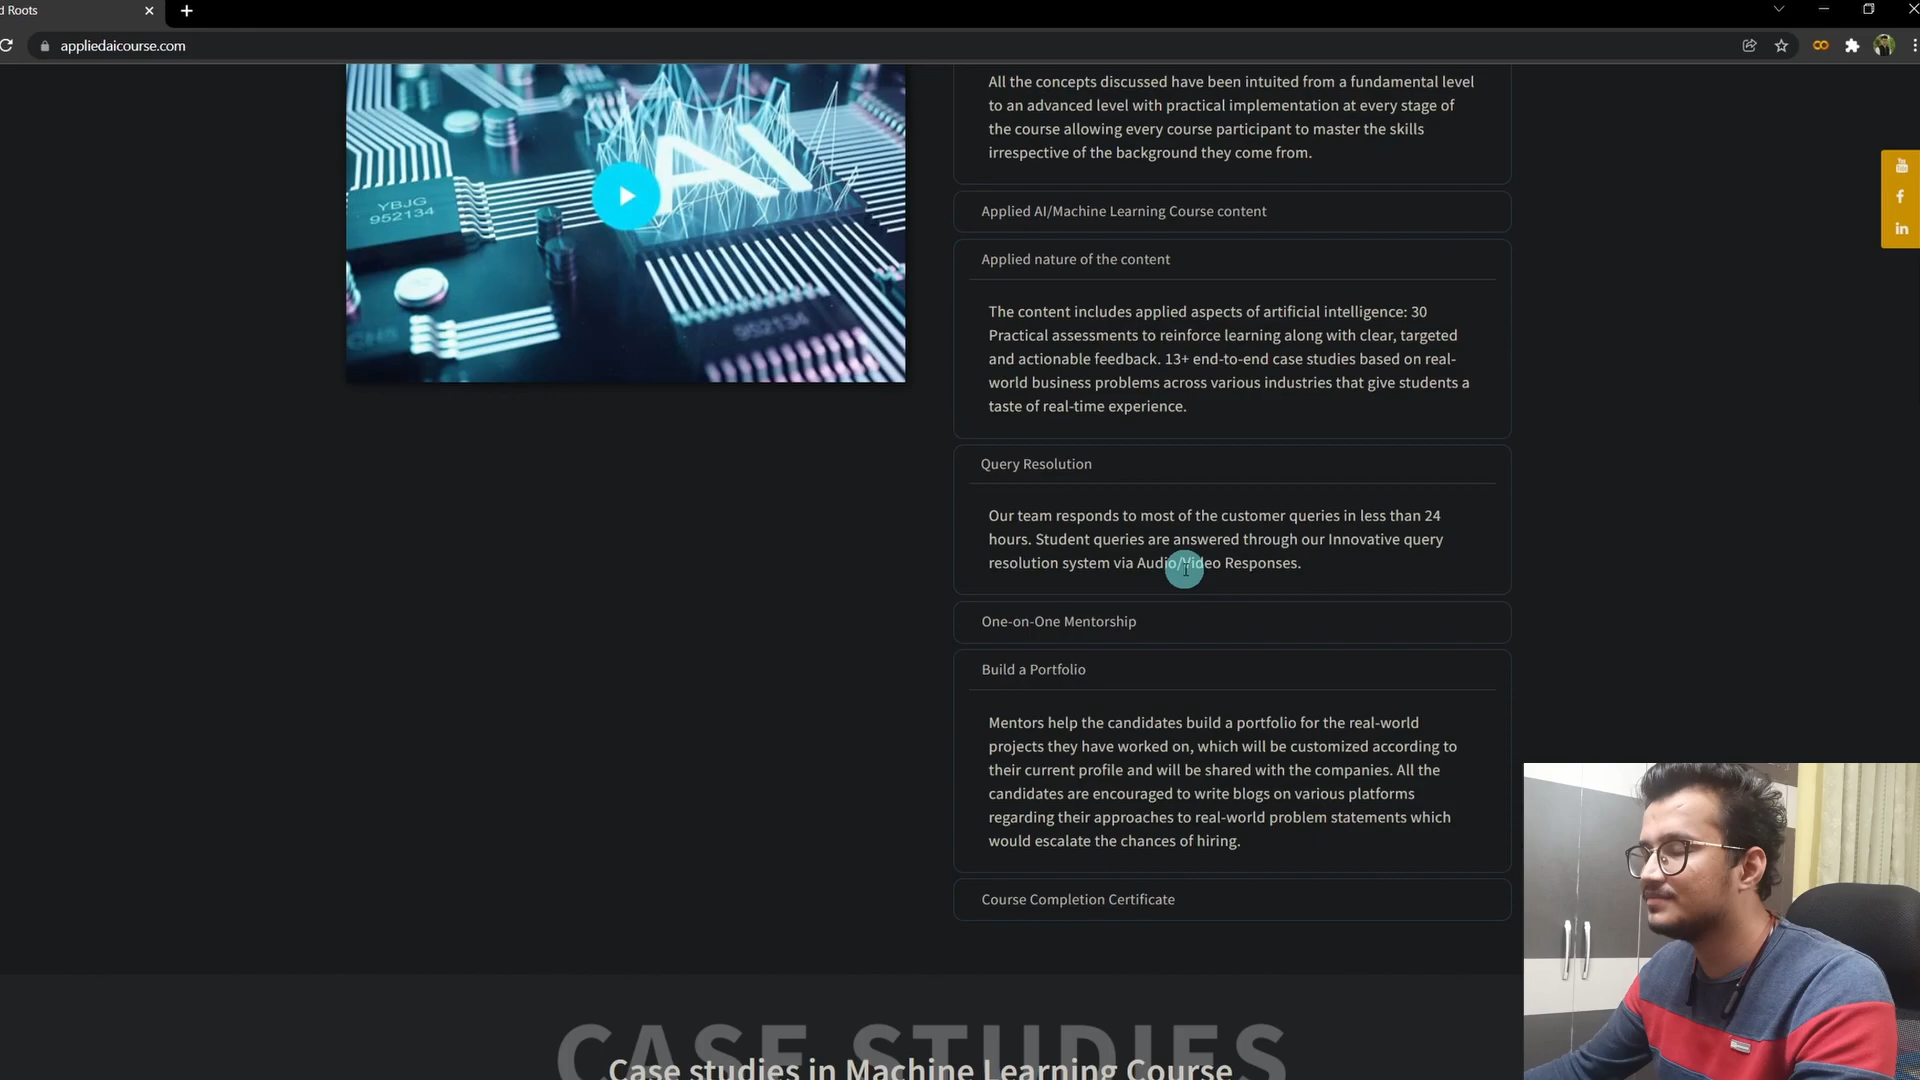 d Roots
appliedaicourse.com
All the concepts discussed have been intuited from a fundamental level
to an advanced level with practical implementation at every stage of
the course allowing every course participant to master the skills
irrespective of the background they come from.
AI
YBJG
952134
952134
Applied AI/Machine Learning Course content
Applied nature of the content
The content includes applied aspects of artificial intelligence: 30
Practical assessments to reinforce learning along with clear, targeted
and actionable feedback. 13+ end-to-end case studies based on real-
world business problems across various industries that give students a
taste of real-time experience.
Query Resolution
Our team responds to most of the customer queries in less than 24
hours. Student queries are answered through our Innovative query
resolution system via Audio/Video Responses.
One-on-One Mentorship
Build a Portfolio
Mentors help the candidates build a portfolio for the real-world
projects they have worked on, which will be customized according to
their current profile and will be shared with the companies. All the
candidates are encouraged to write blogs on various platforms
regarding their approaches to real-world problem statements which
would escalate the chances of hiring.
Course Completion Certificate
CASE STUDIES
Case studies in Machine Learning Course